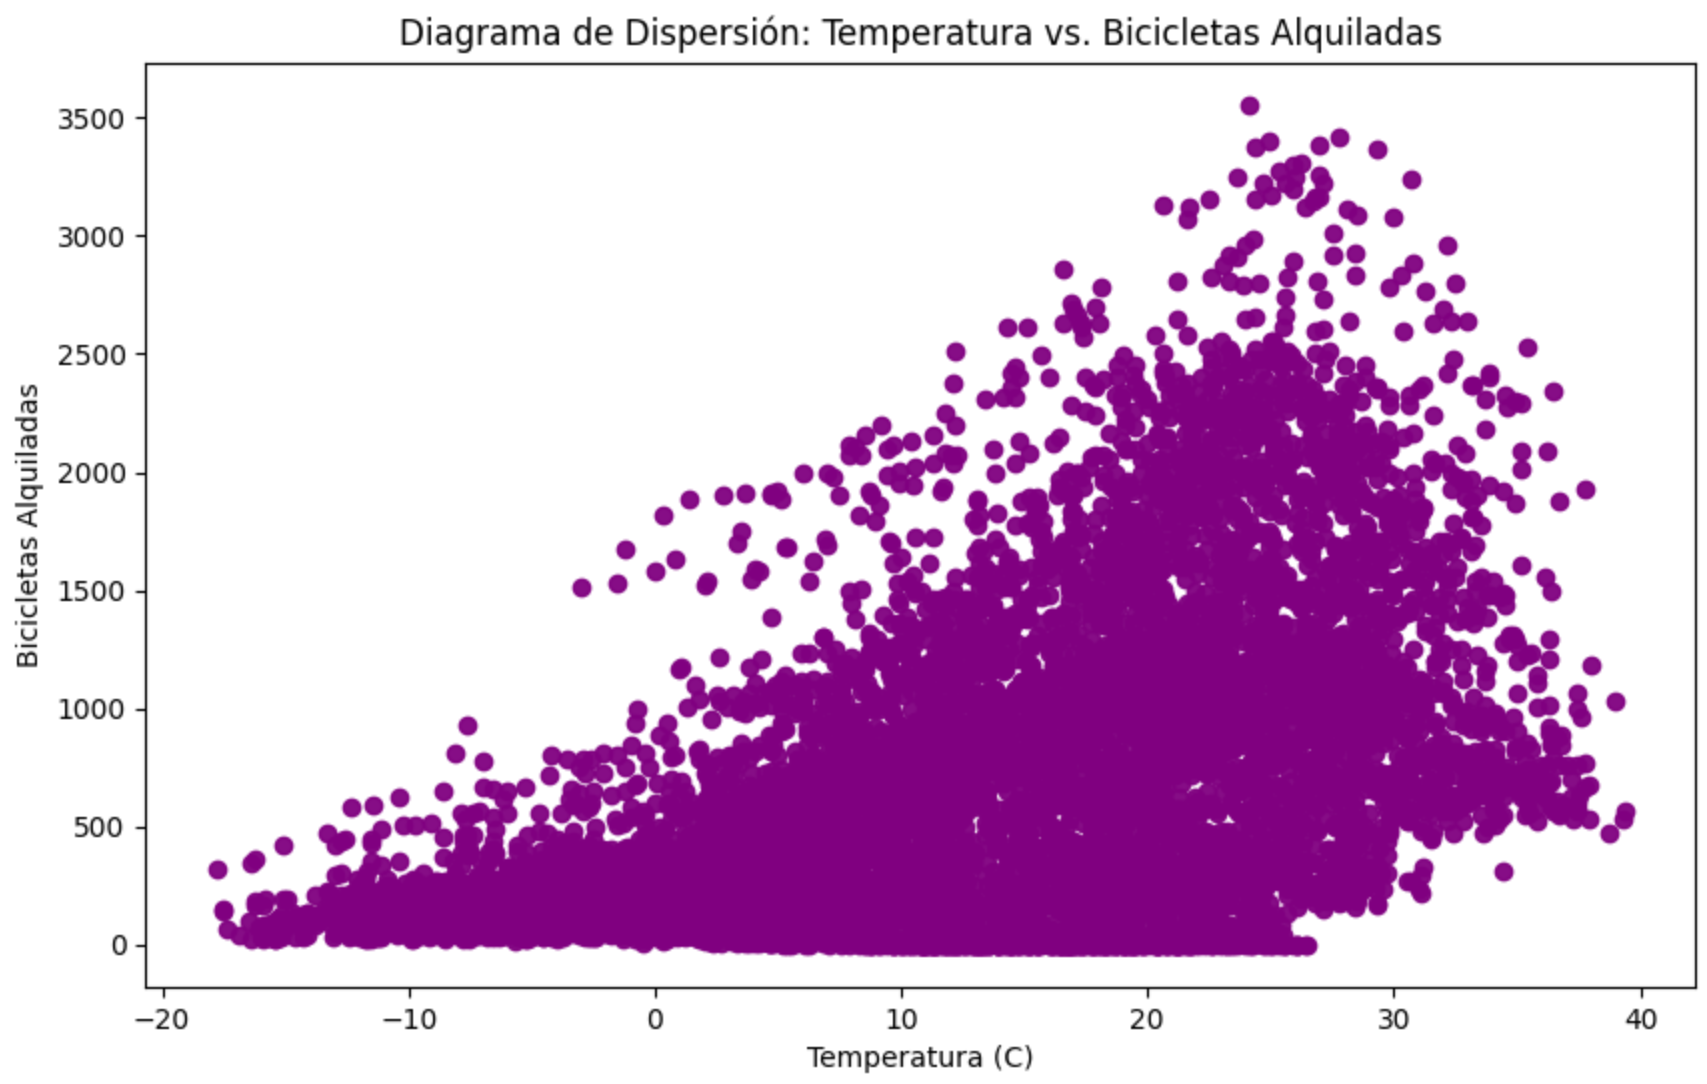 Diagrama de Dispersión: Temperatura vs. Bicicletas Alquiladas
Bicicletas Alquiladas
3500
3000
2500
2000
1500
1000
500
0
−20 −10 0 10 20 30 40
Temperatura (C)